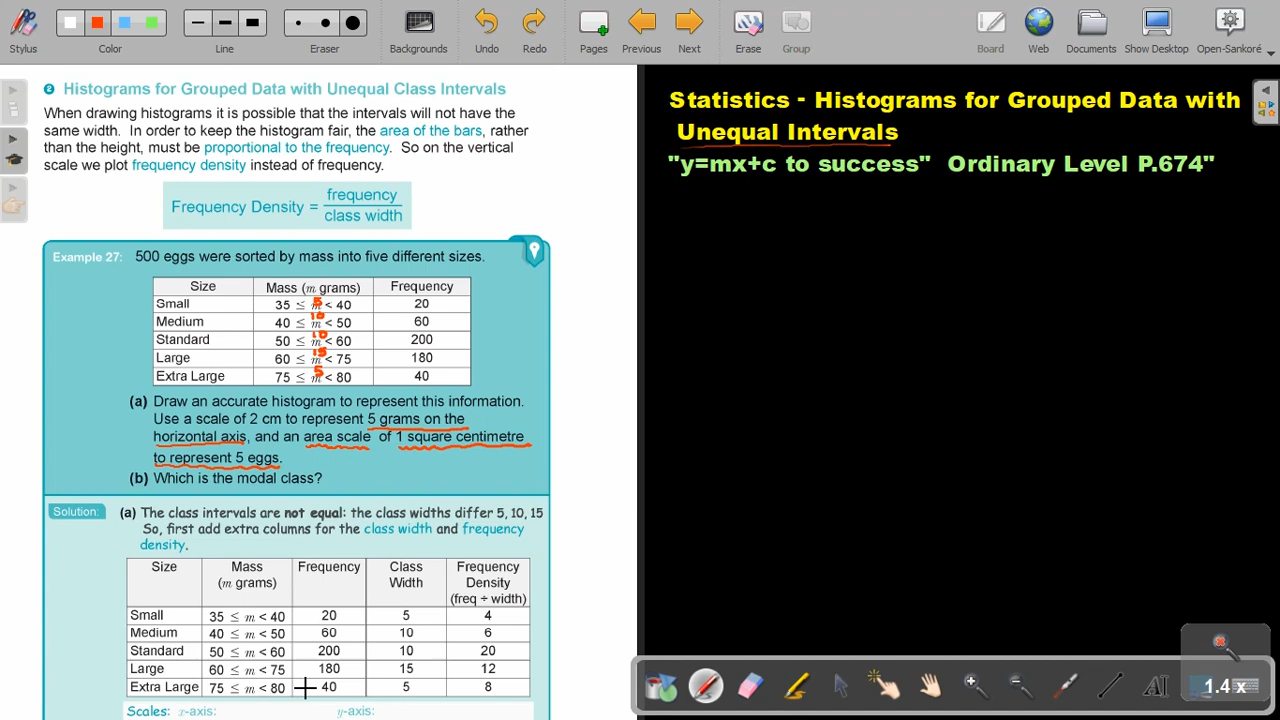 Stylus Color Line Eraser Backgrounds Undo Redo Pages Previous Next Erase Group Board Web Documents Show Desktop Open-Sankoré
2 Histograms for Grouped Data with Unequal Class Intervals
When drawing histograms it is possible that the intervals will not have the
same width. In order to keep the histogram fair, the area of the bars, rather
than the height, must be proportional to the frequency. So on the vertical
scale we plot frequency density instead of frequency.
Frequency Density = frequency
class width
Example 27: 500 eggs were sorted by mass into five different sizes.
Size Mass (m grams) Frequency
Small 35 ≤ m < 40 20
5
Medium 40 ≤ m < 50 60
10
Standard 50 ≤ m < 60 200
10
Large 60 ≤ m < 75 180
15
Extra Large 75 ≤ m < 80 40
5
(a) Draw an accurate histogram to represent this information.
Use a scale of 2 cm to represent 5 grams on the
horizontal axis, and an area scale of 1 square centimetre
to represent 5 eggs.
(b) Which is the modal class?
Solution: (a) The class intervals are not equal: the class widths differ 5, 10, 15
So, first add extra columns for the class width and frequency
density.
Size Mass Frequency Class Frequency
(m grams) Width Density
(freq ÷ width)
Small 35 ≤ m < 40 20 5 4
Medium 40 ≤ m < 50 60 10 6
Standard 50 ≤ m < 60 200 10 20
Large 60 ≤ m < 75 180 15 12
Extra Large 75 ≤ m < 80 40 5 8
Scales: x-axis: y-axis:
Statistics - Histograms for Grouped Data with
Unequal Intervals
"y=mx+c to success" Ordinary Level P.674"
1.4 x